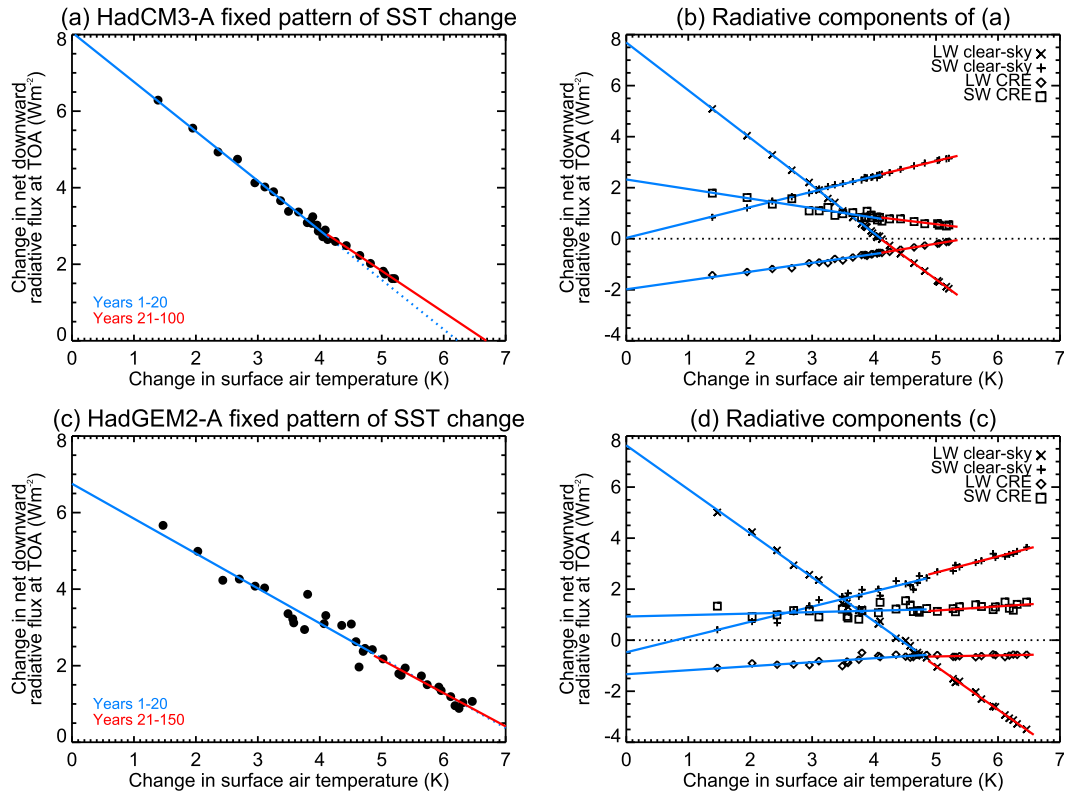 (a) HadCM3-A fixed pattern of SST change
Change in net downward
radiative flux at TOA (Wm-2)
8
6
4
2
0
Years 1-20
Years 21-100
0 1 2 3 4 5 6 7
Change in surface air temperature (K)
(b) Radiative components of (a)
Change in net downward
radiative flux at TOA (Wm-2)
8
6
4
2
0
-2
-4
LW clear-sky
SW clear-sky
LW CRE
SW CRE
0 1 2 3 4 5 6 7
Change in surface air temperature (K)
(c) HadGEM2-A fixed pattern of SST change
Change in net downward
radiative flux at TOA (Wm-2)
8
6
4
2
0
Years 1-20
Years 21-150
0 1 2 3 4 5 6 7
Change in surface air temperature (K)
(d) Radiative components (c)
Change in net downward
radiative flux at TOA (Wm-2)
8
6
4
2
0
-2
-4
LW clear-sky
SW clear-sky
LW CRE
SW CRE
0 1 2 3 4 5 6 7
Change in surface air temperature (K)